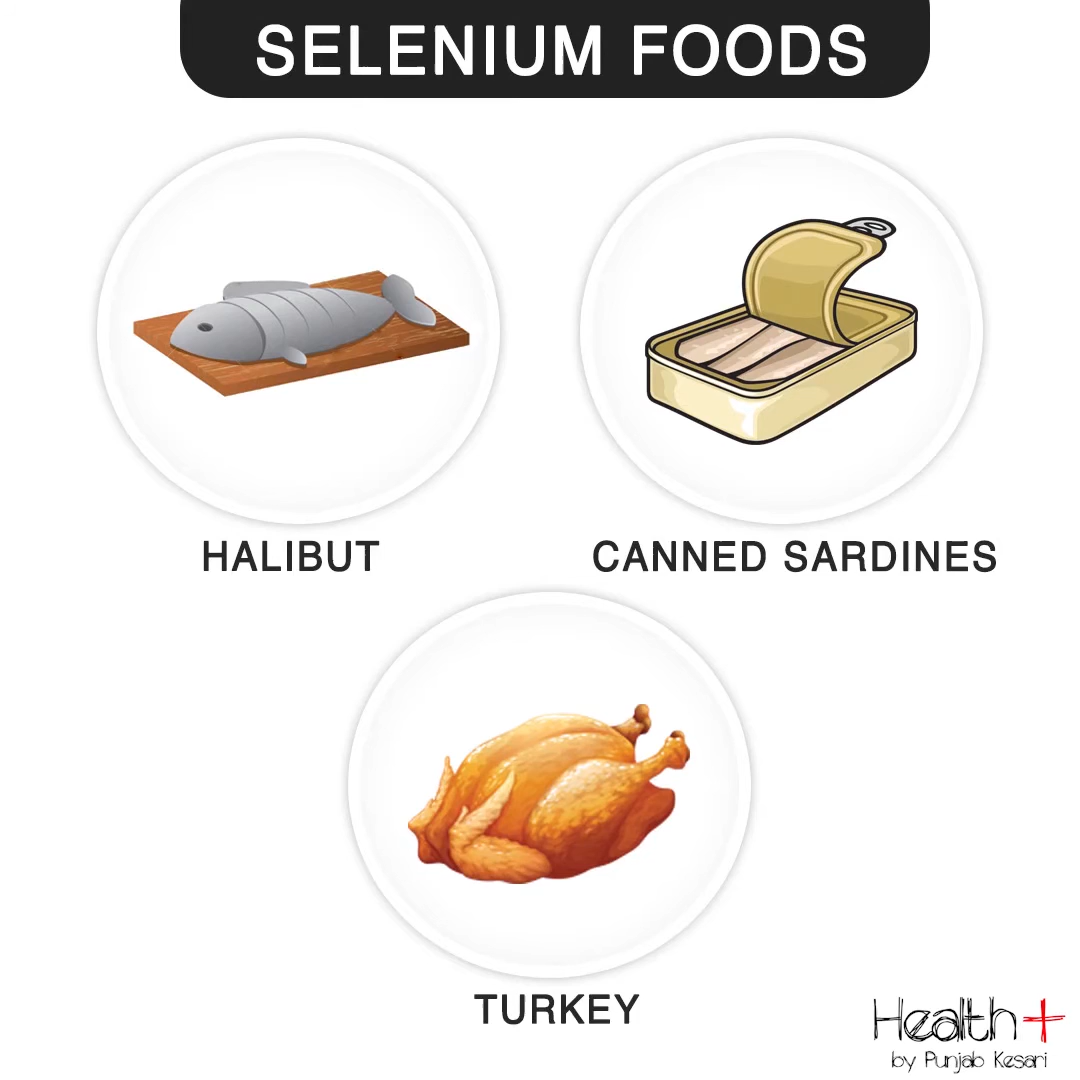 SELENIUM FOODS
HALIBUT
CANNED SARDINES
TURKEY
Health+
by Punjab Kesari